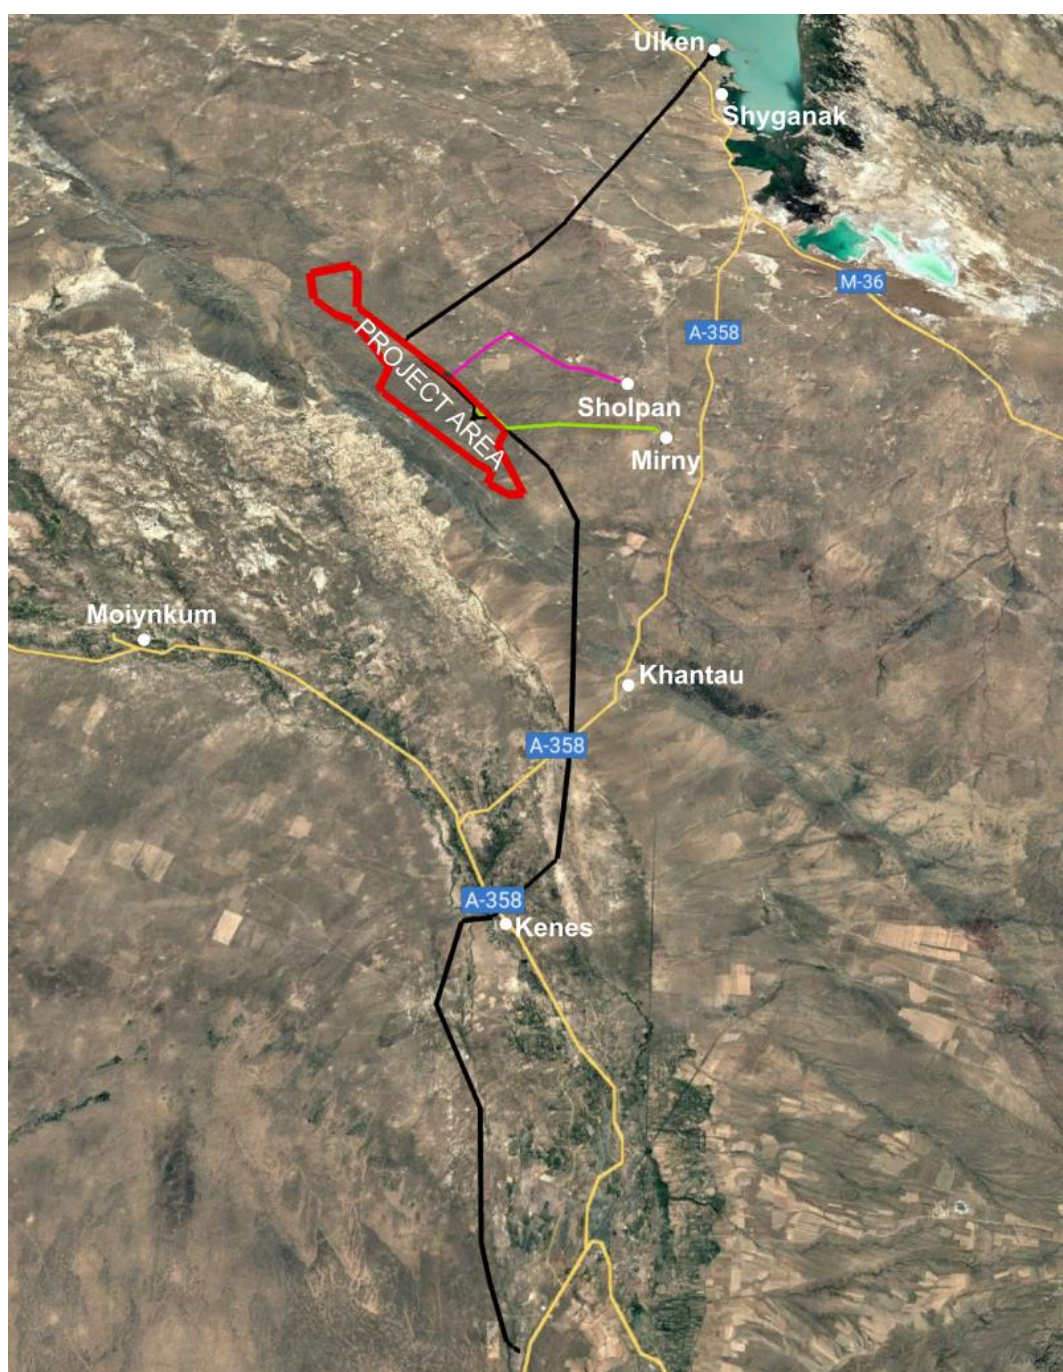 Ulken
Shyganak
M-36
A-358
PROJECT AREA
Sholpan
Mirny
Moiynkum
Khantau
A-358
A-358
Kenes